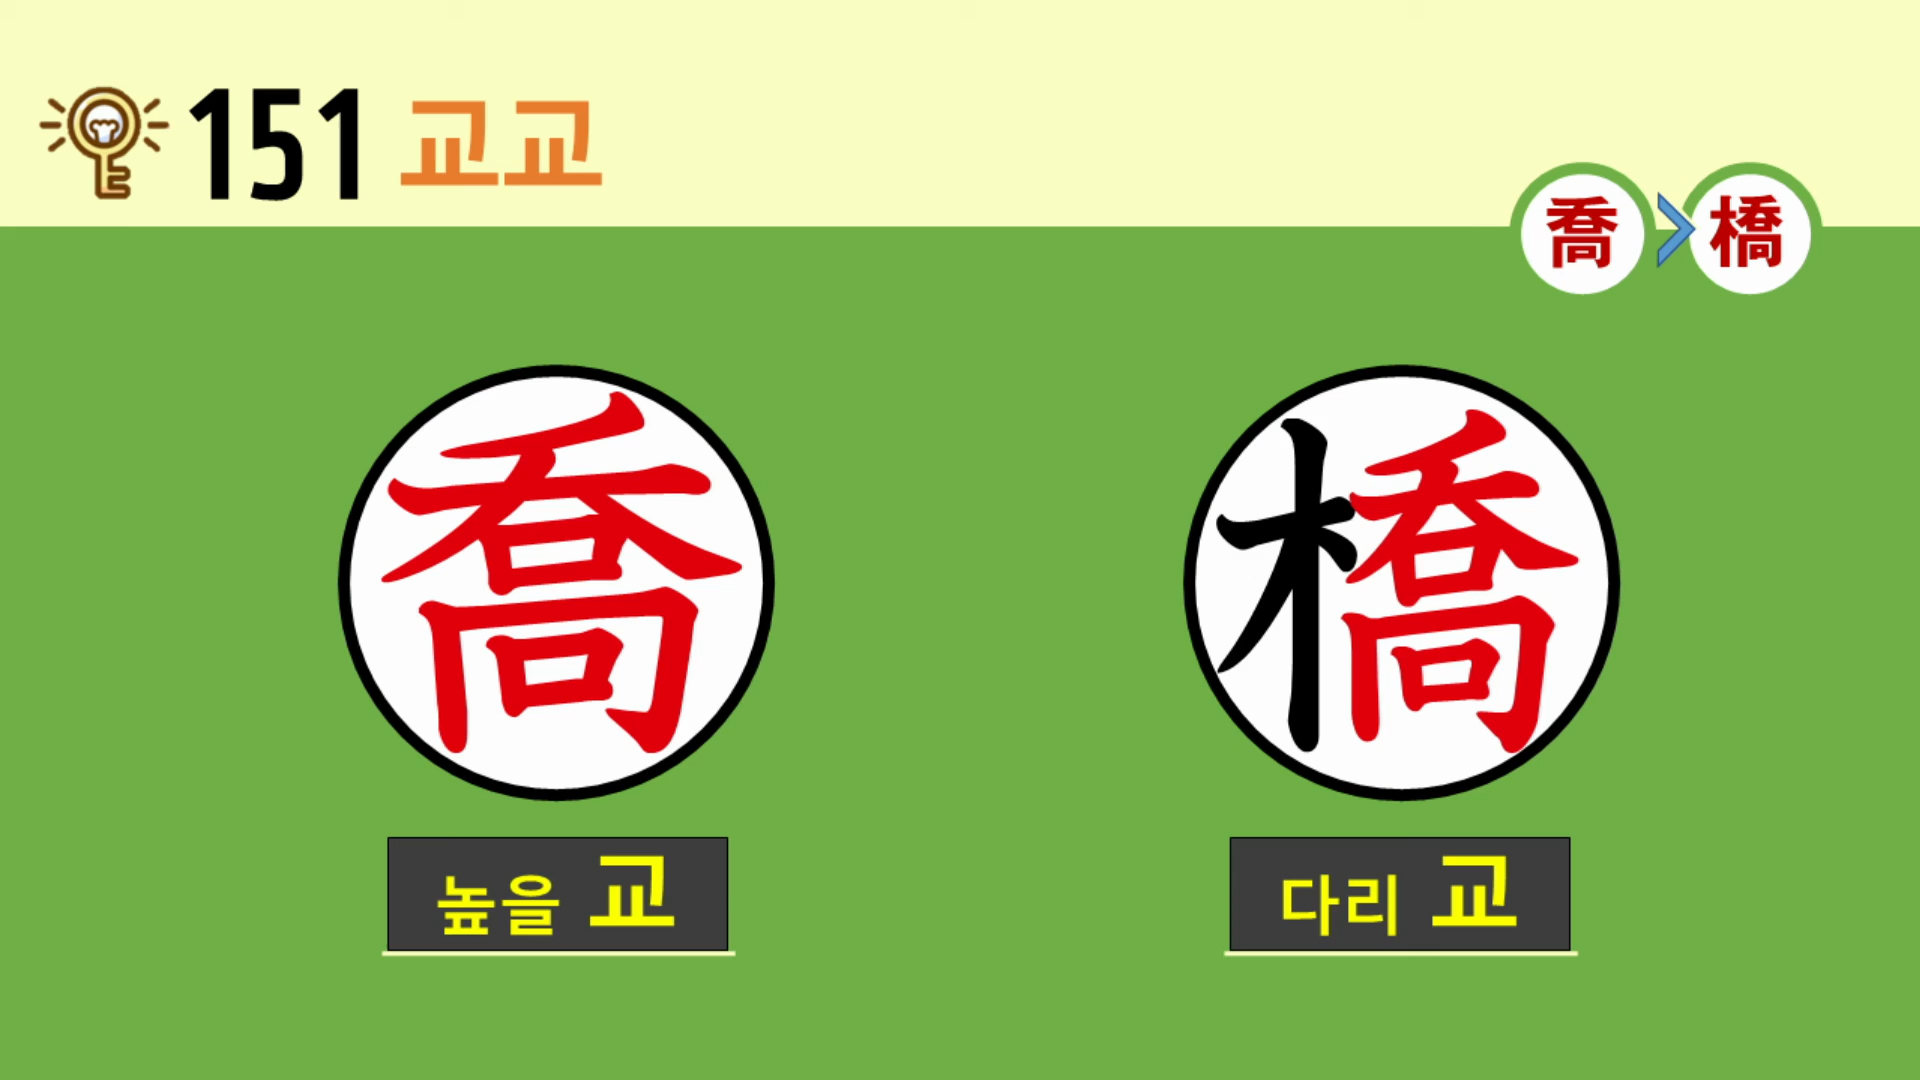 151 교교
喬 橋
喬 橋
높을 교
다리 교